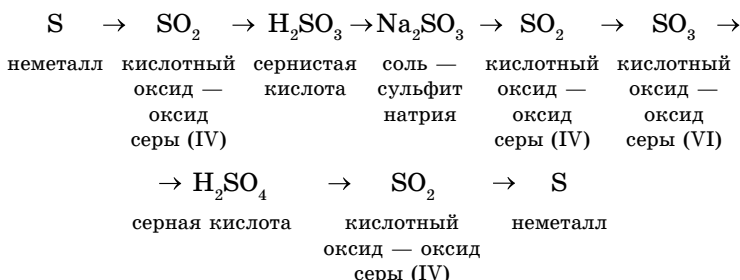 S → SO₂ → H₂SO₃ → Na₂SO₃ → SO₂ → SO₃ →
неметалл кислотный сернистая соль — кислотный кислотный
оксид — кислота сульфит оксид — оксид —
оксид натрия оксид оксид
серы (IV) серы (IV) серы (VI)
→ H₂SO₄ → SO₂ → S
серная кислота кислотный неметалл
оксид — оксид
серы (IV)